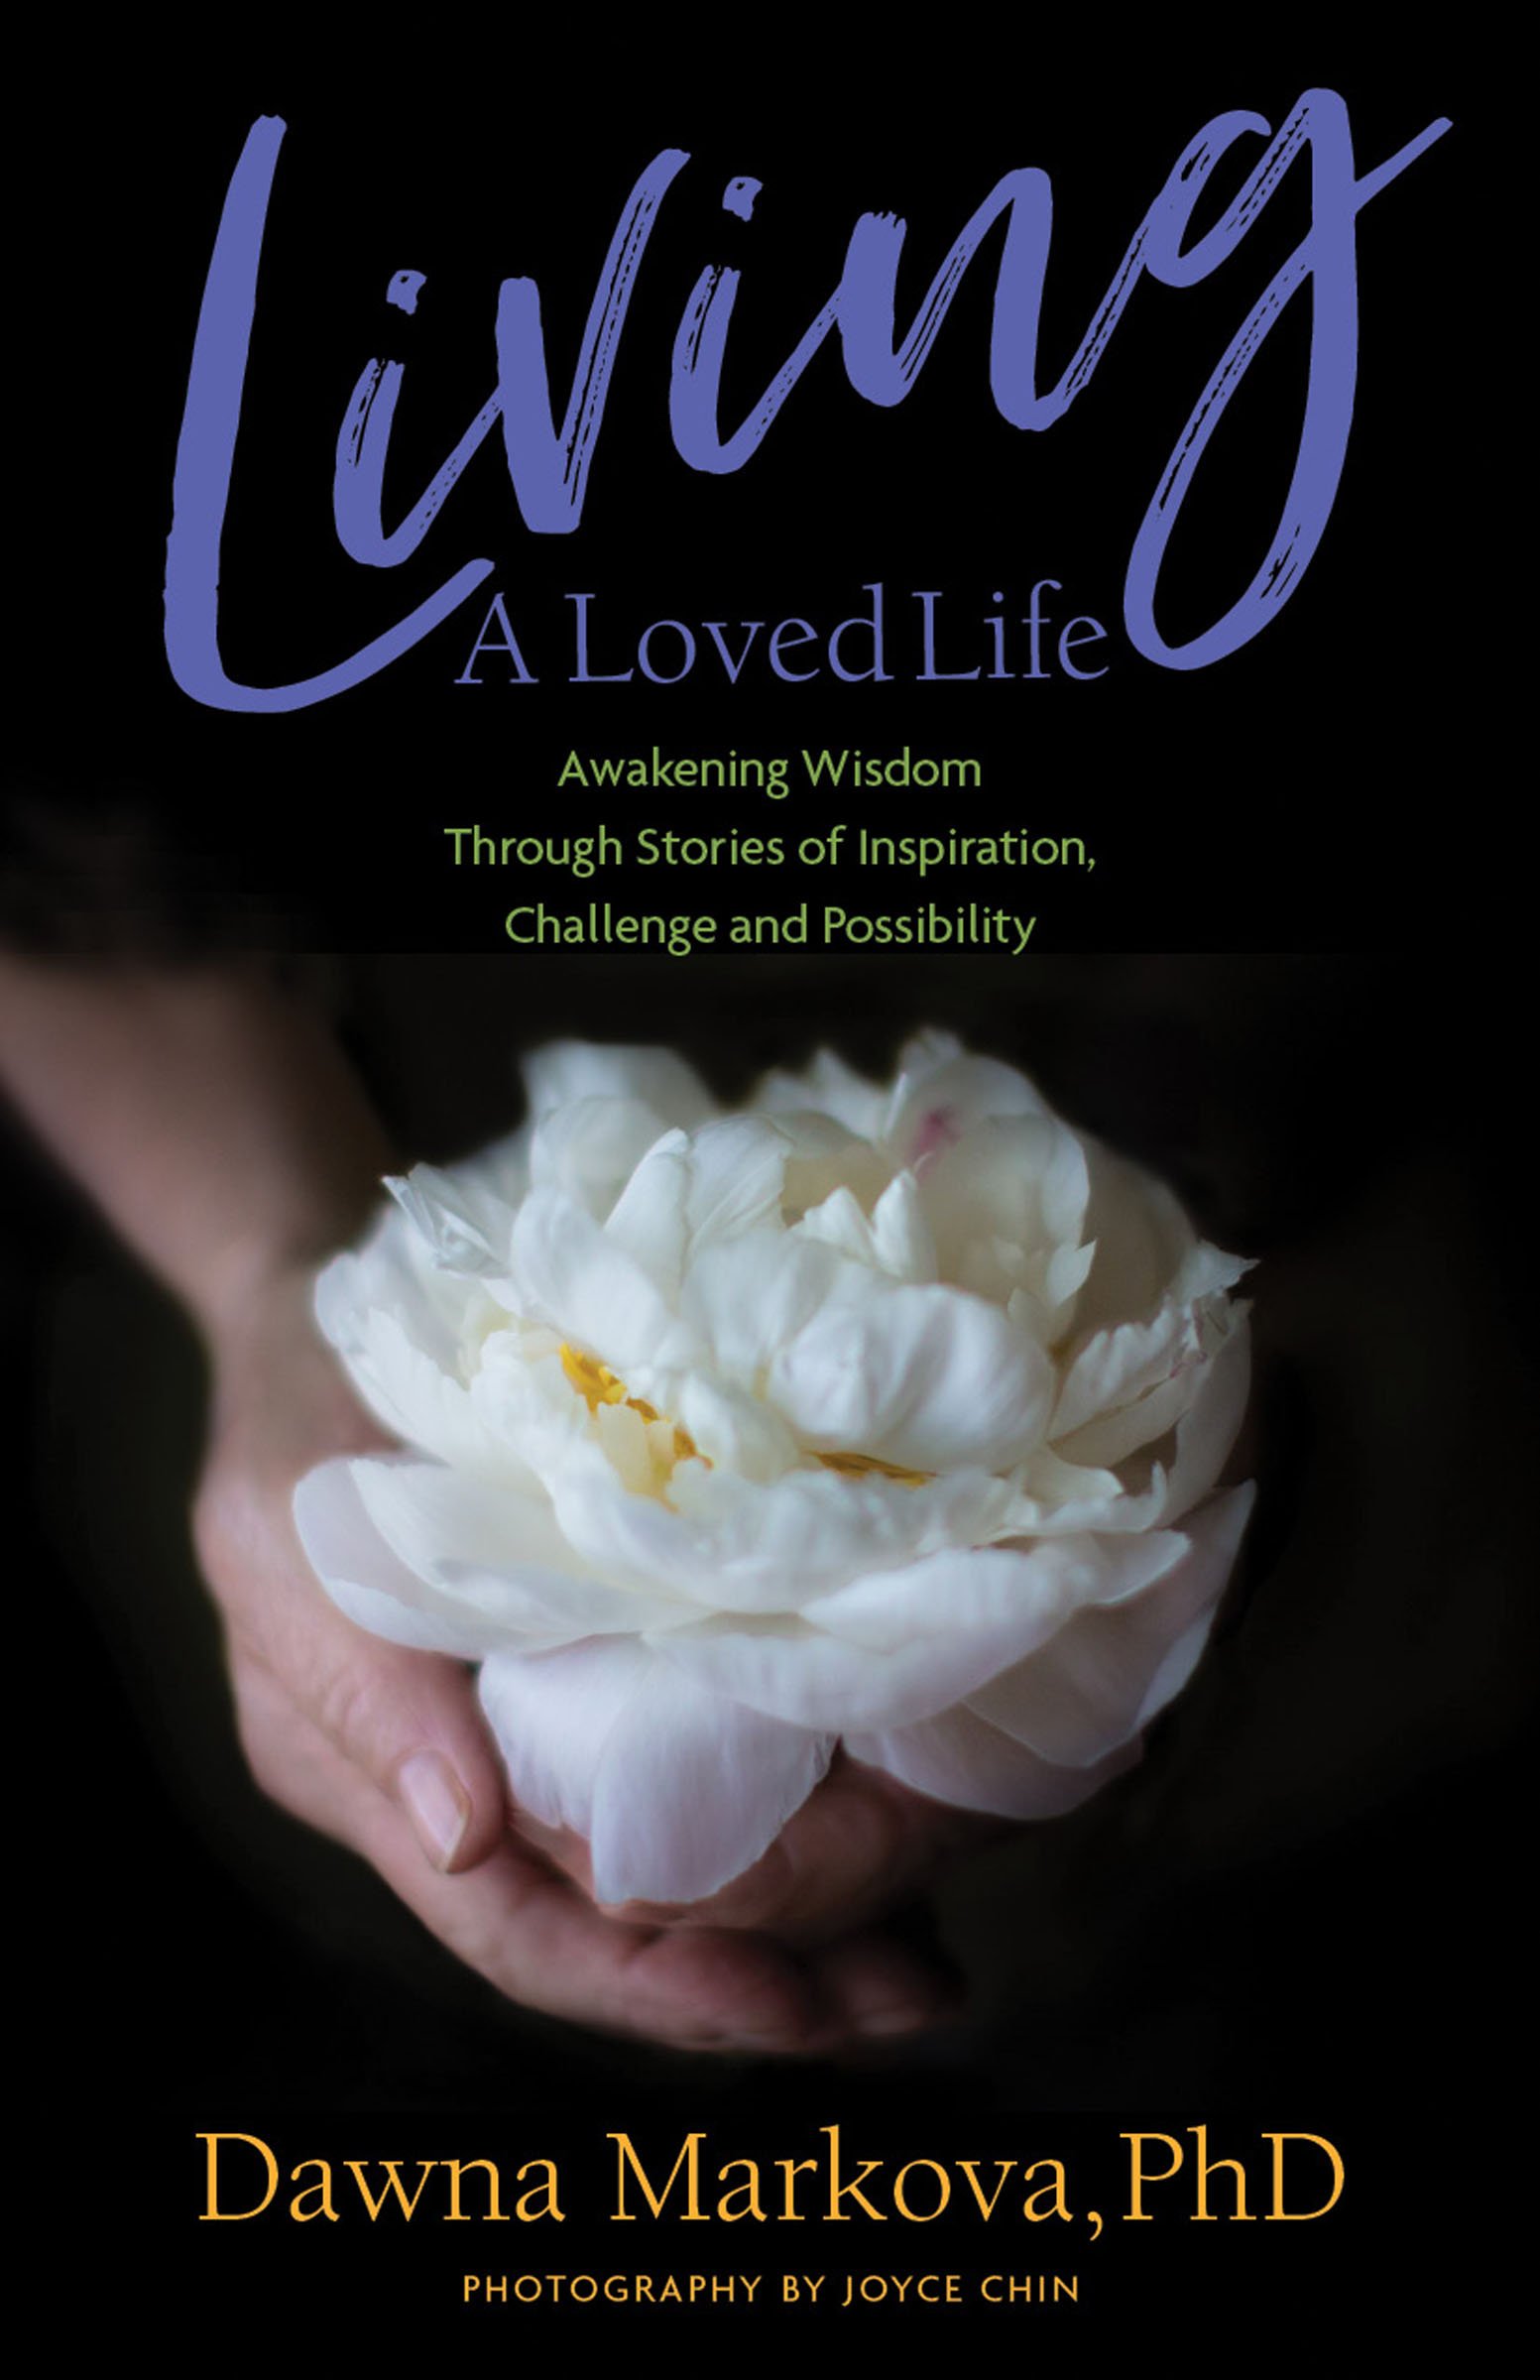 Living
A Loved Life
Awakening Wisdom
Through Stories of Inspiration,
Challenge and Possibility
Dawna Markova, PhD
PHOTOGRAPHY BY JOYCE CHIN